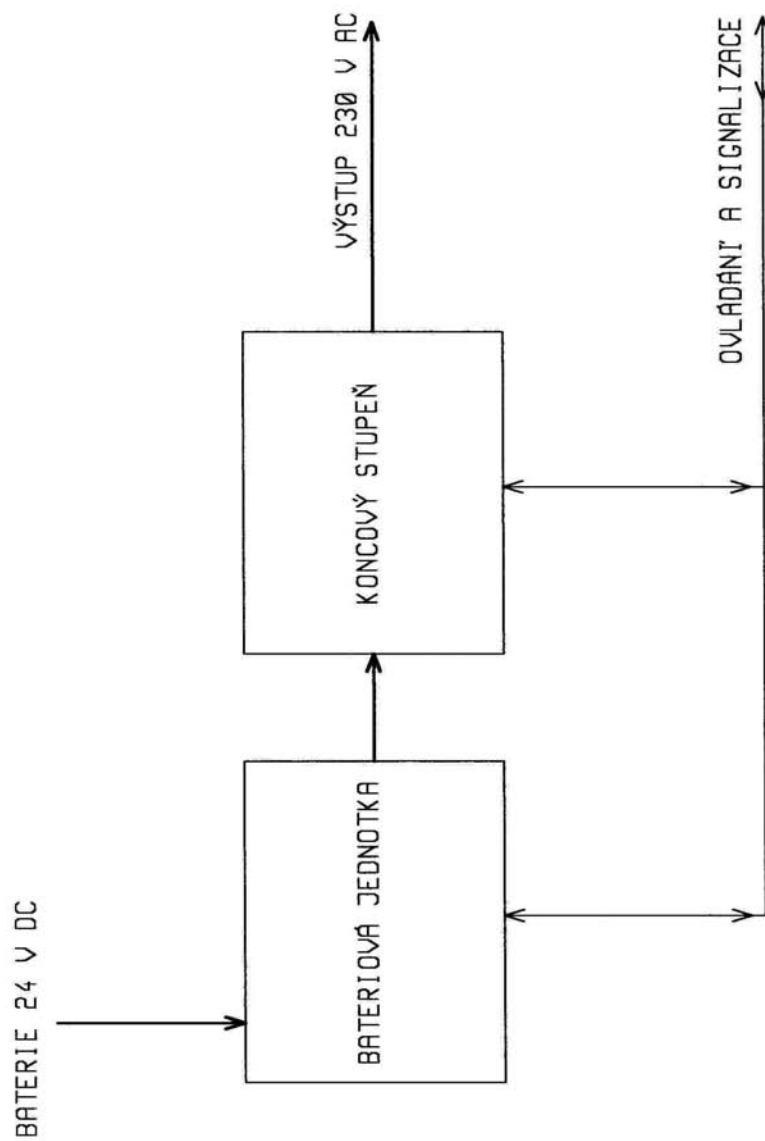 BATERIE 24 V DC
BATERIOVÁ JEDNOTKA
KONCOVÝ STUPEŇ
VÝSTUP 230 V AC
OVLÁDÁNÍ A SIGNALIZACE